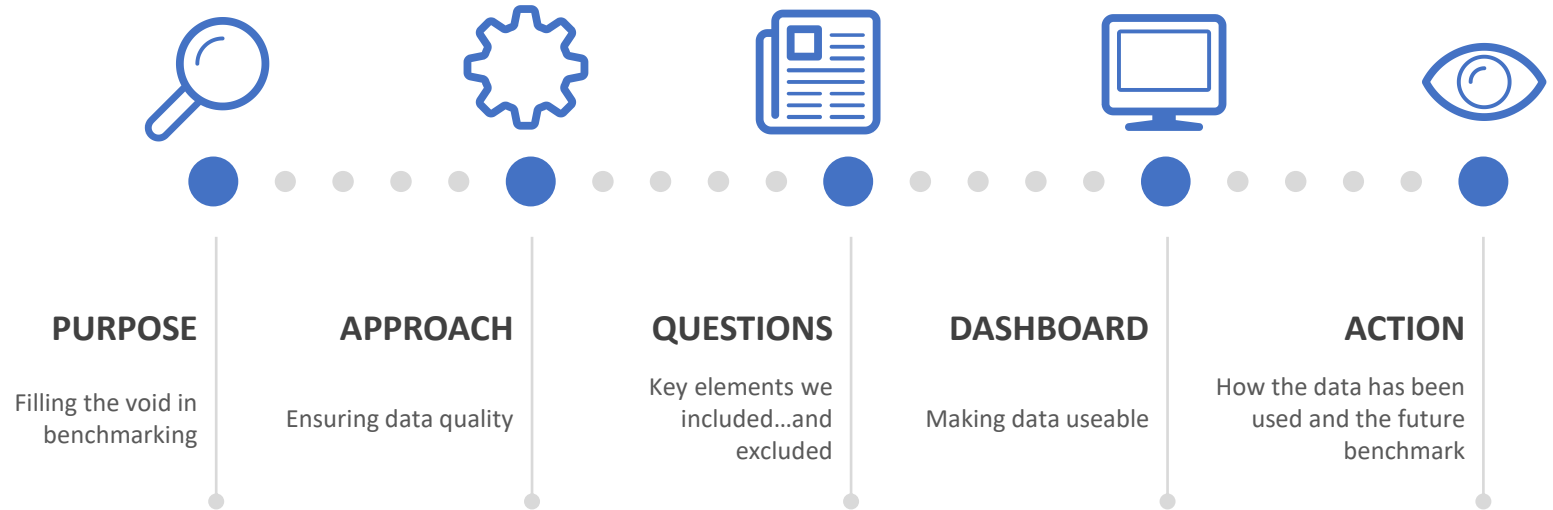 PURPOSE
Filling the void in
benchmarking
APPROACH
Ensuring data quality
QUESTIONS
Key elements we
included...and
excluded
DASHBOARD
Making data useable
ACTION
How the data has been
used and the future
benchmark